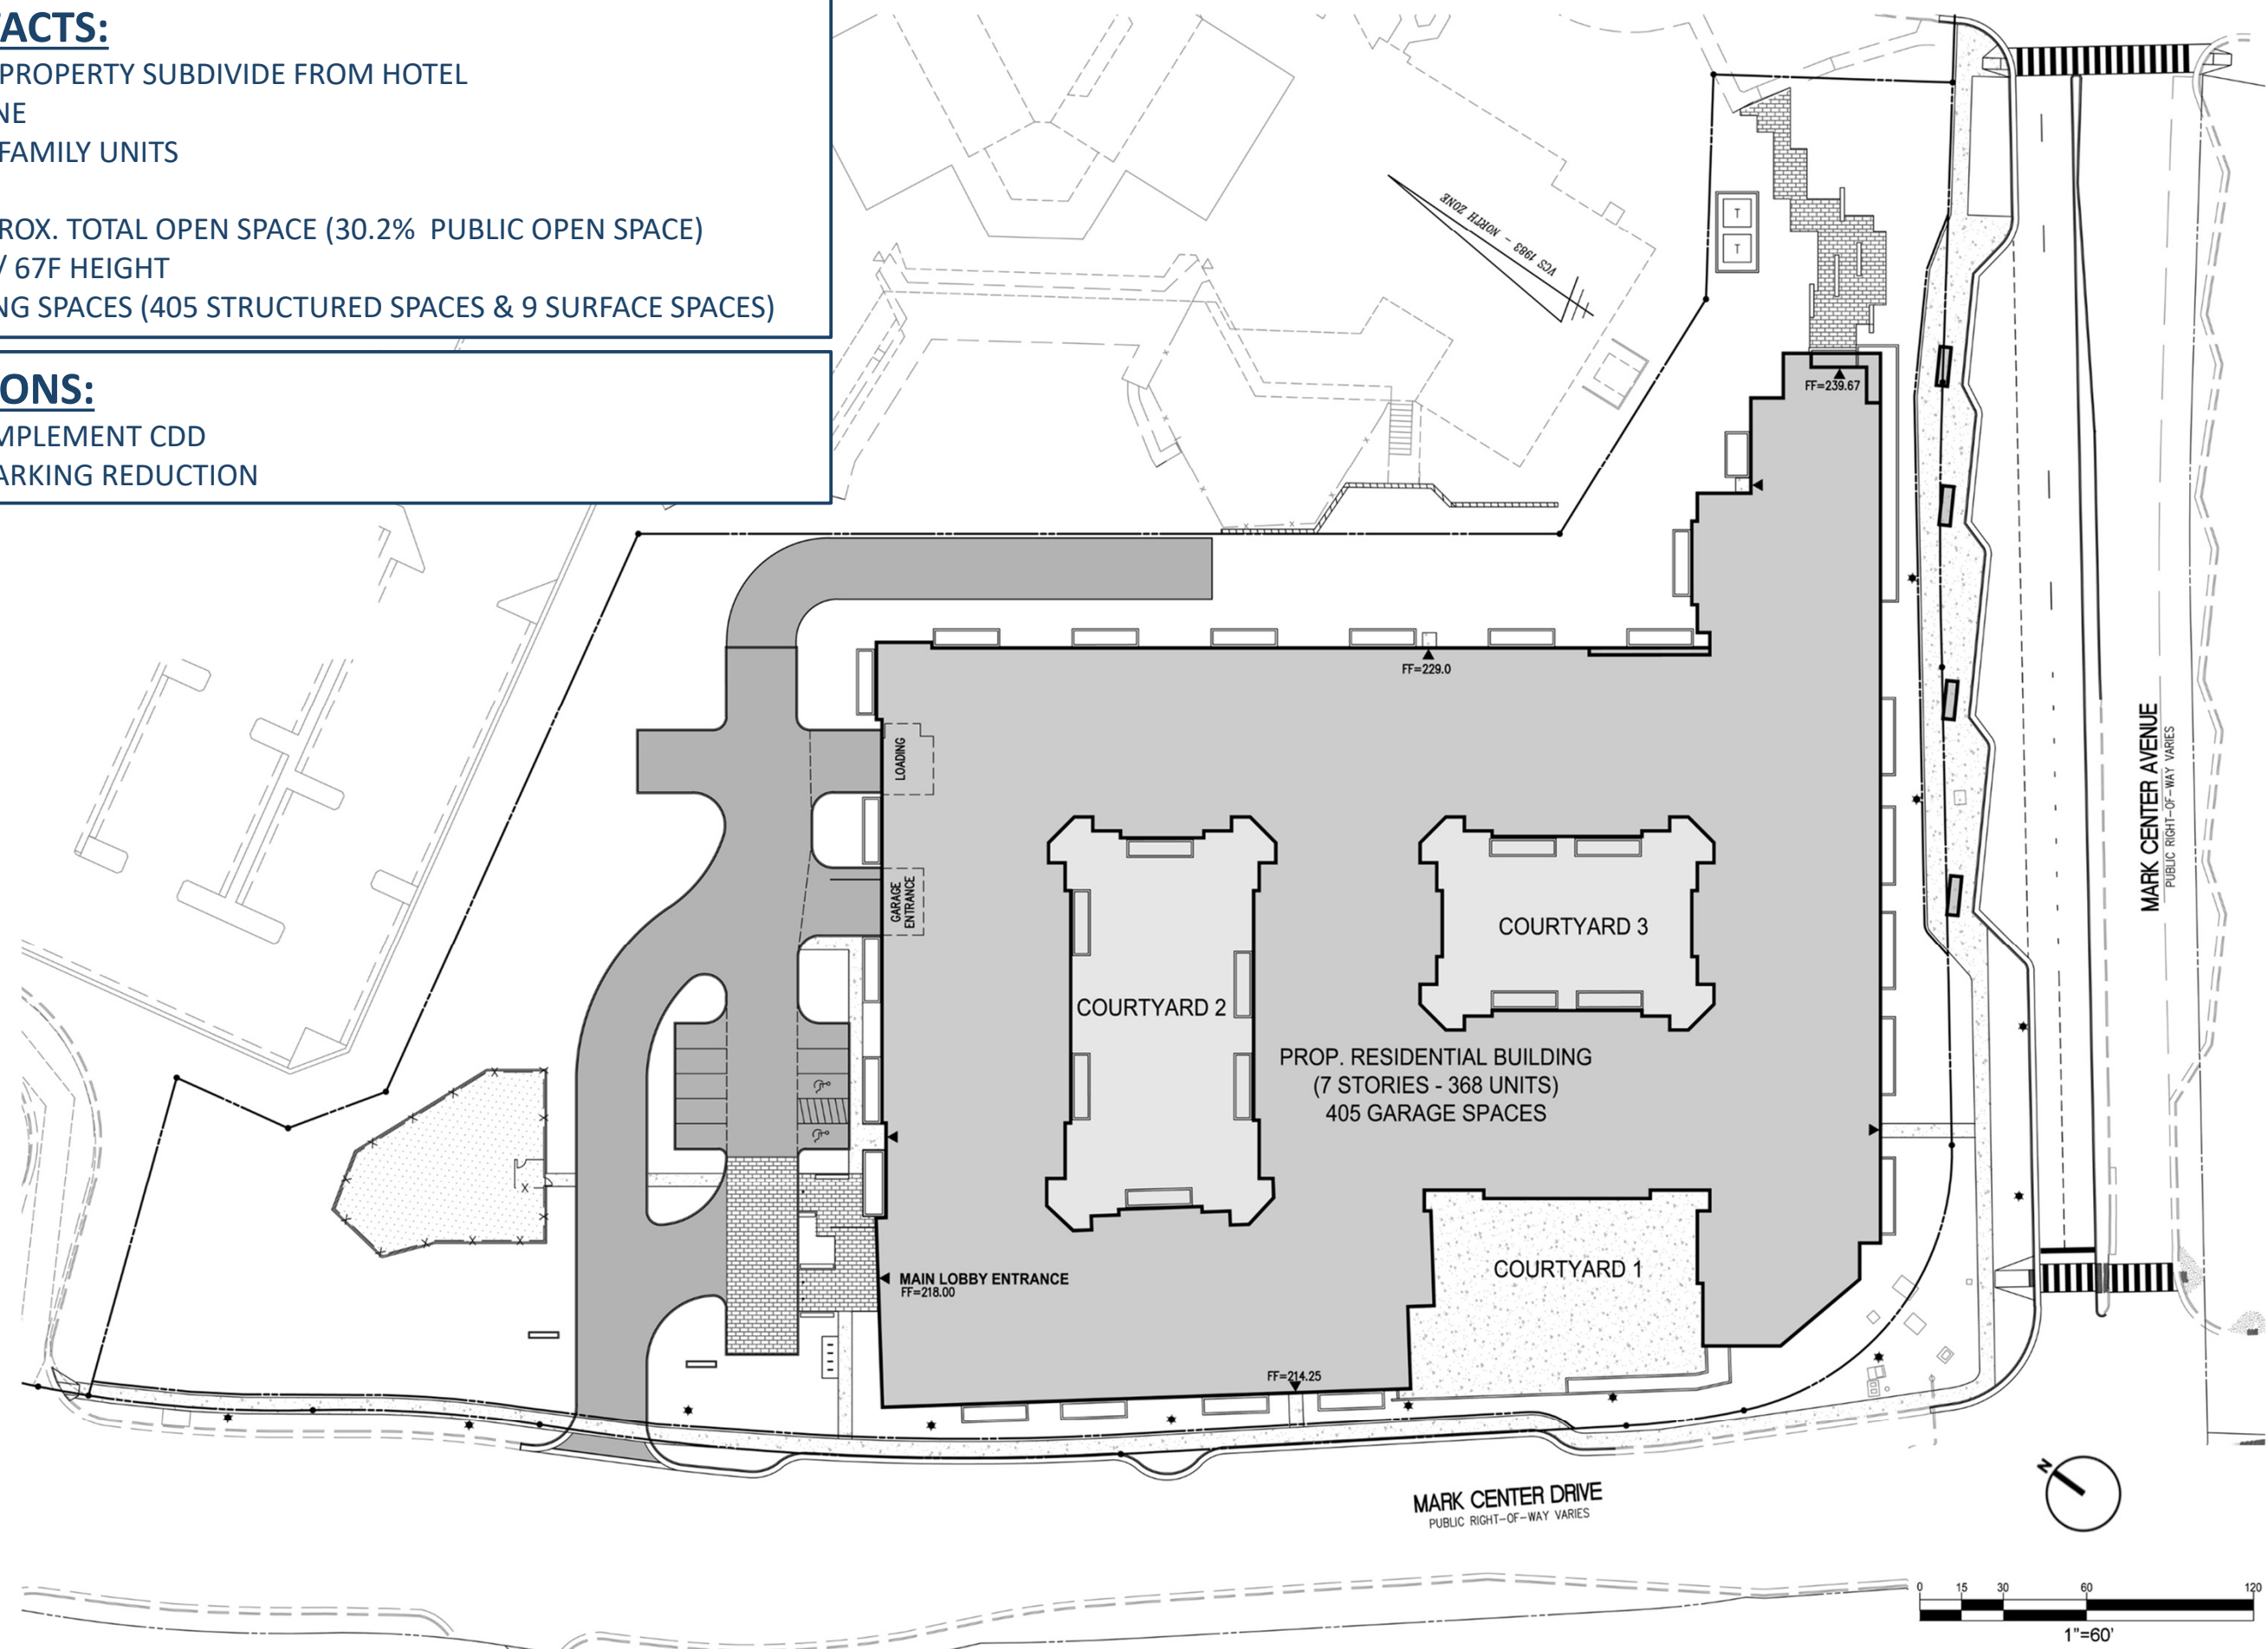 ACTS:
PROPERTY SUBDIVIDE FROM HOTEL
NE
FAMILY UNITS
ROX. TOTAL OPEN SPACE (30.2% PUBLIC OPEN SPACE)
/ 67F HEIGHT
NG SPACES (405 STRUCTURED SPACES & 9 SURFACE SPACES)
ONS:
MPLEMENT CDD
ARKING REDUCTION
VCS 1983 - NORTH ZONE
T
T
FF=239.67
FF=229.0
LOADING
GARAGE
ENTRANCE
COURTYARD 2
COURTYARD 3
PROP. RESIDENTIAL BUILDING
(7 STORIES - 368 UNITS)
405 GARAGE SPACES
COURTYARD 1
MAIN LOBBY ENTRANCE
FF=218.00
FF=214.25
MARK CENTER AVENUE
PUBLIC RIGHT-OF-WAY VARIES
MARK CENTER DRIVE
PUBLIC RIGHT-OF-WAY VARIES
N
0 15 30 60 120
1"=60'